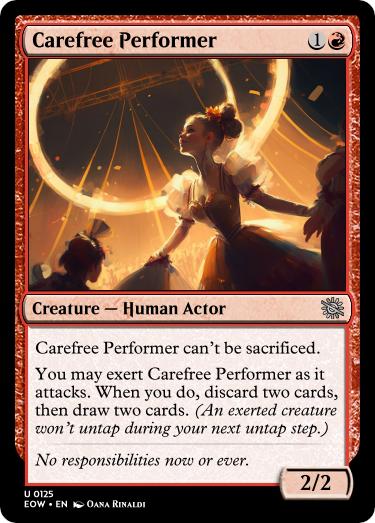 Carefree Performer 1
Creature — Human Actor
Carefree Performer can't be sacrificed.
You may exert Carefree Performer as it
attacks. When you do, discard two cards,
then draw two cards. (An exerted creature
won't untap during your next untap step.)
No responsibilities now or ever.
2/2
U 0125
EOW • EN Oana Rinaldi